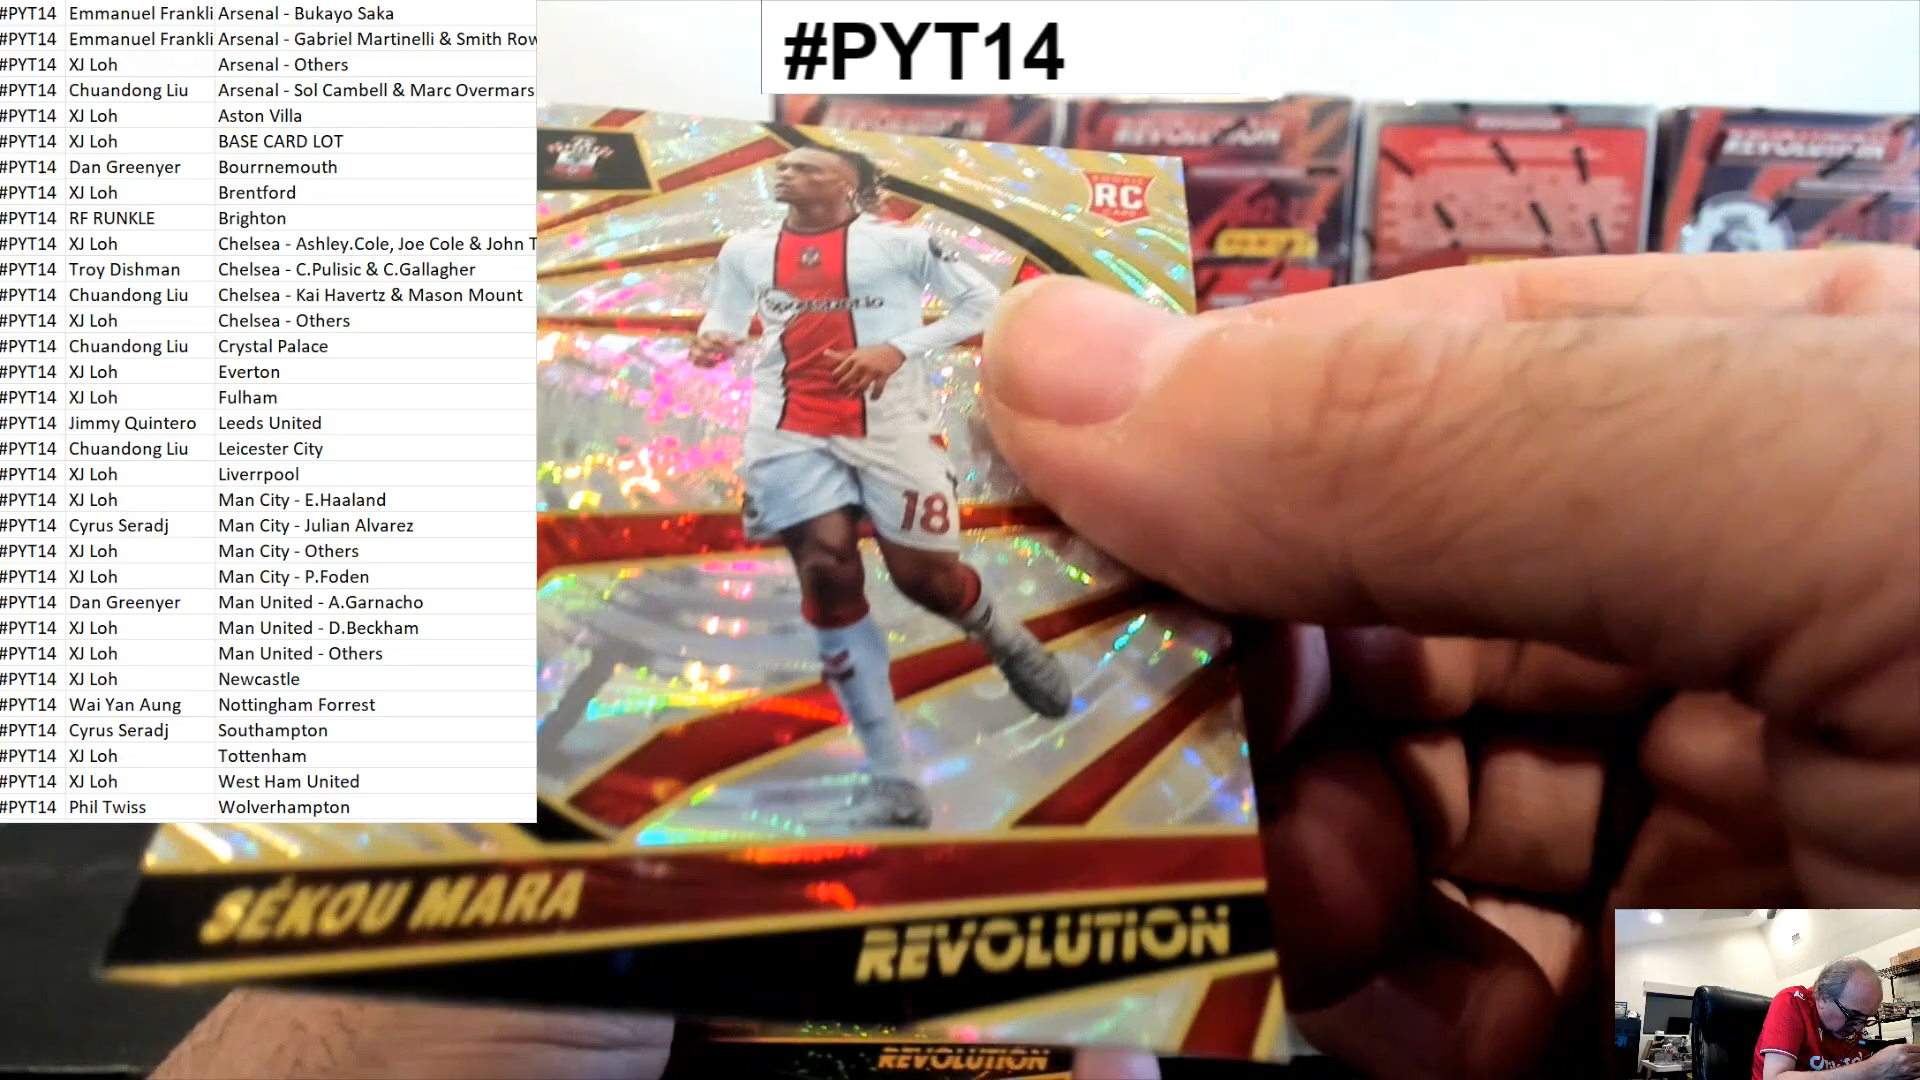 #PYT14 Emmanuel Frankli Arsenal - Bukayo Saka
#PYT14 Emmanuel Frankli Arsenal - Gabriel Martinelli & Smith Row
#PYT14 XJ Loh Arsenal - Others
#PYT14 Chuandong Liu Arsenal - Sol Cambell & Marc Overmars
#PYT14 XJ Loh Aston Villa
#PYT14 XJ Loh BASE CARD LOT
#PYT14 Dan Greenyer Bourrnemouth
#PYT14 XJ Loh Brentford
#PYT14 RF RUNKLE Brighton
#PYT14 XJ Loh Chelsea - Ashley.Cole, Joe Cole & John T
#PYT14 Troy Dishman Chelsea - C.Pulisic & C.Gallagher
#PYT14 Chuandong Liu Chelsea - Kai Havertz & Mason Mount
#PYT14 XJ Loh Chelsea - Others
#PYT14 Chuandong Liu Crystal Palace
#PYT14 XJ Loh Everton
#PYT14 XJ Loh Fulham
#PYT14 Jimmy Quintero Leeds United
#PYT14 Chuandong Liu Leicester City
#PYT14 XJ Loh Liverrpool
#PYT14 XJ Loh Man City - E.Haaland
#PYT14 Cyrus Seradj Man City - Julian Alvarez
#PYT14 XJ Loh Man City - Others
#PYT14 XJ Loh Man City - P.Foden
#PYT14 Dan Greenyer Man United - A.Garnacho
#PYT14 XJ Loh Man United - D.Beckham
#PYT14 XJ Loh Man United - Others
#PYT14 XJ Loh Newcastle
#PYT14 Wai Yan Aung Nottingham Forrest
#PYT14 Cyrus Seradj Southampton
#PYT14 XJ Loh Tottenham
#PYT14 XJ Loh West Ham United
#PYT14 Phil Twiss Wolverhampton
#PYT14
REVOLUTION
REVOLUTION
ROOKIE
RC
CARD
sportsbet.io
18
SÉKOU MARA
REVOLUTION
REVOLUTION